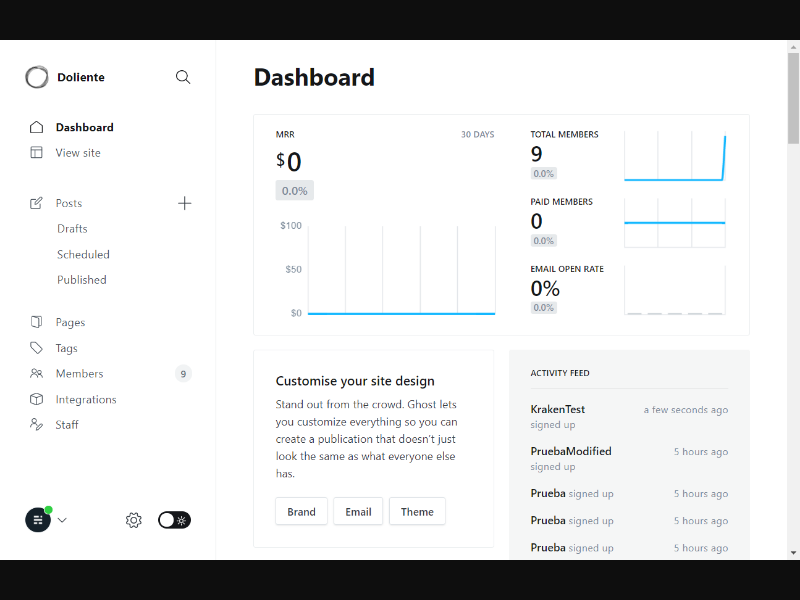 Doliente
Dashboard
View site
Posts
Drafts
Scheduled
Published
Pages
Tags
Members 9
Integrations
Staff
Dashboard
MRR 30 DAYS
$0
0.0%
$100
$50
$0
TOTAL MEMBERS
9
0.0%
PAID MEMBERS
0
0.0%
EMAIL OPEN RATE
0%
0.0%
Customise your site design
Stand out from the crowd. Ghost lets
you customize everything so you can
create a publication that doesn't just
look the same as what everyone else
has.
Brand Email Theme
ACTIVITY FEED
KrakenTest a few seconds ago
signed up
PruebaModified 5 hours ago
signed up
Prueba signed up 5 hours ago
Prueba signed up 5 hours ago
Prueba signed up 5 hours ago